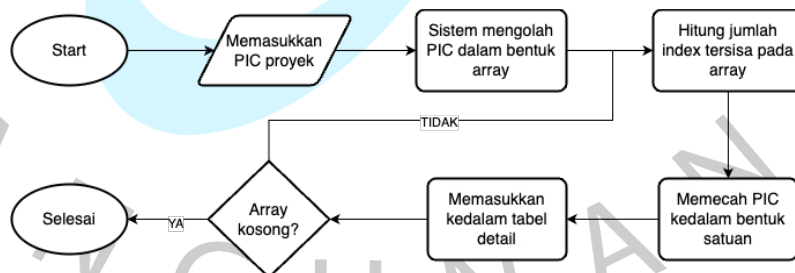 Start
Memasukkan
PIC proyek
Sistem mengolah
PIC dalam bentuk
array
Hitung jumlah
index tersisa pada
array
TIDAK
Selesai
YA
Array
kosong?
Memasukkan
kedalam tabel
detail
Memecah PIC
kedalam bentuk
satuan